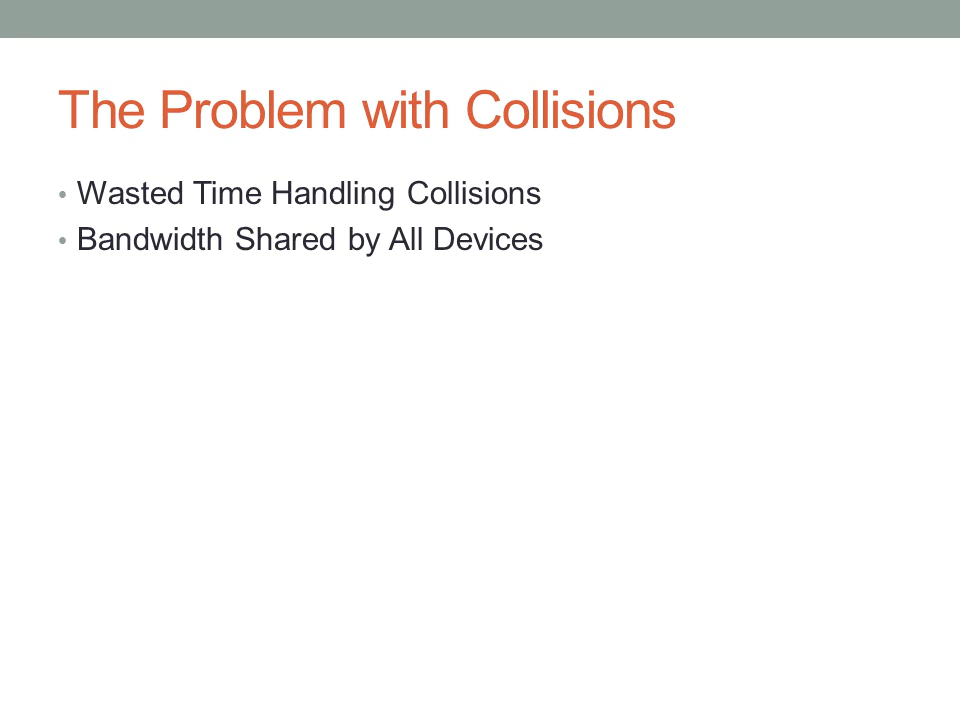 The Problem with Collisions
• Wasted Time Handling Collisions
• Bandwidth Shared by All Devices